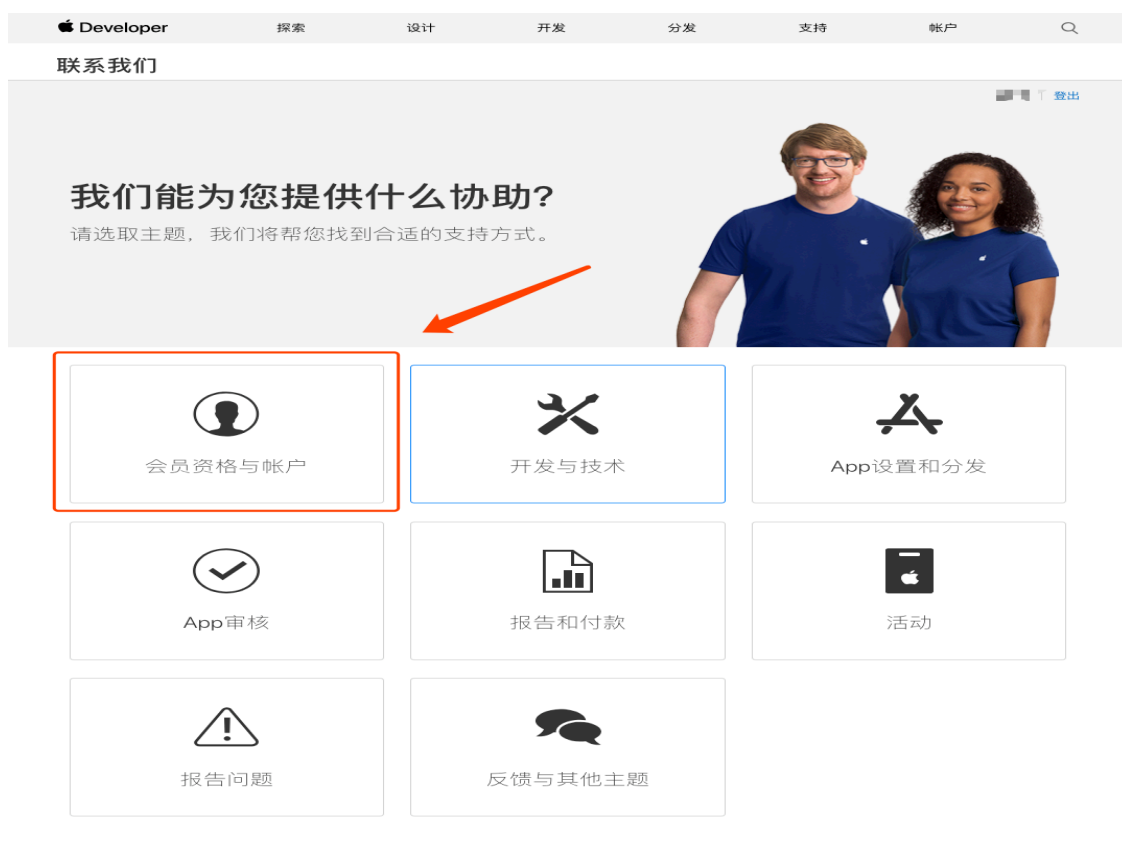 Developer 探索 设计 开发 分发 支持 帐户
联系我们
登出
我们能为您提供什么协助?
请选取主题，我们将帮您找到合适的支持方式。
会员资格与帐户 开发与技术 App设置和分发
App审核 报告和付款 活动
报告问题 反馈与其他主题